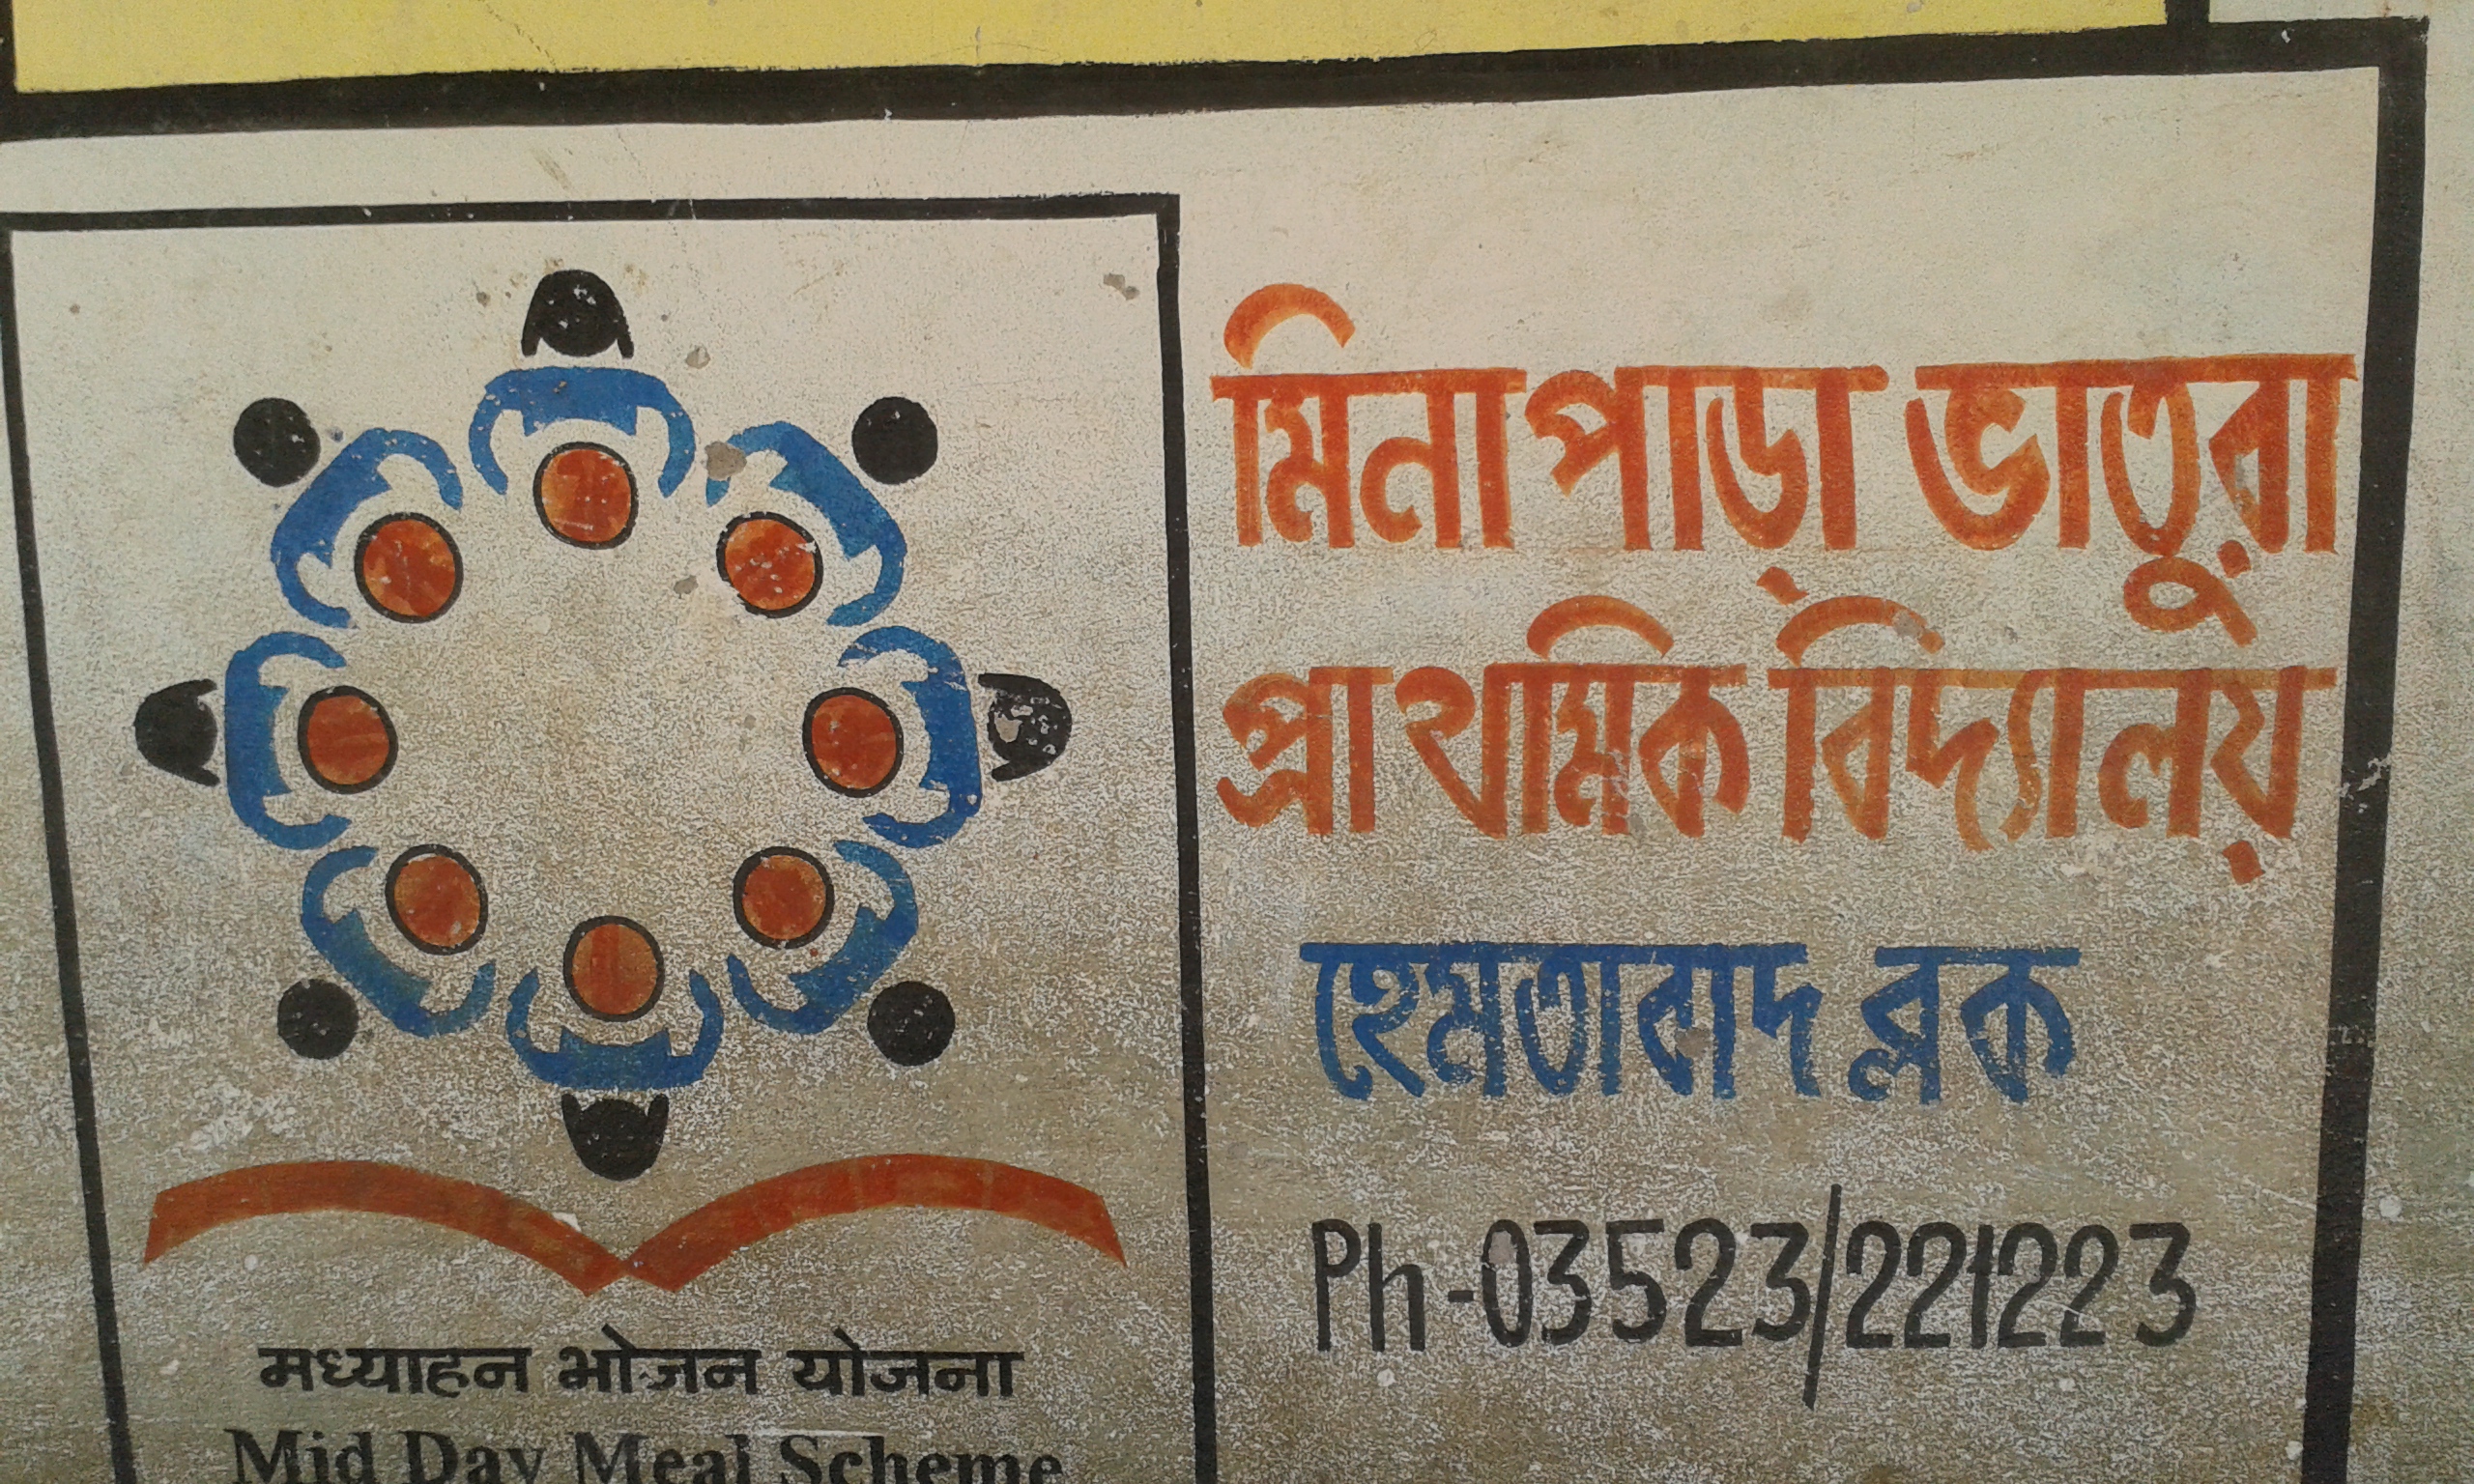 মিনাপাড়া ভাতুরা
প্রাথমিক বিদ্যালয়
হেমতাবাদ ব্লক
Ph-03523/221223
मध्याहन भोजन योजना
Mid Day Meal Scheme